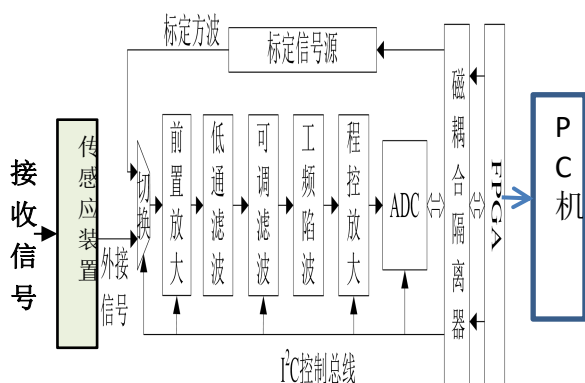 标定方波
标定信号源
接收信号
传感应装置
外接
信号
切换
前置放大
低通滤波
可调滤波
工频陷波
程控放大
ADC
磁耦合隔离器
FPGA
PC机
I²C控制总线